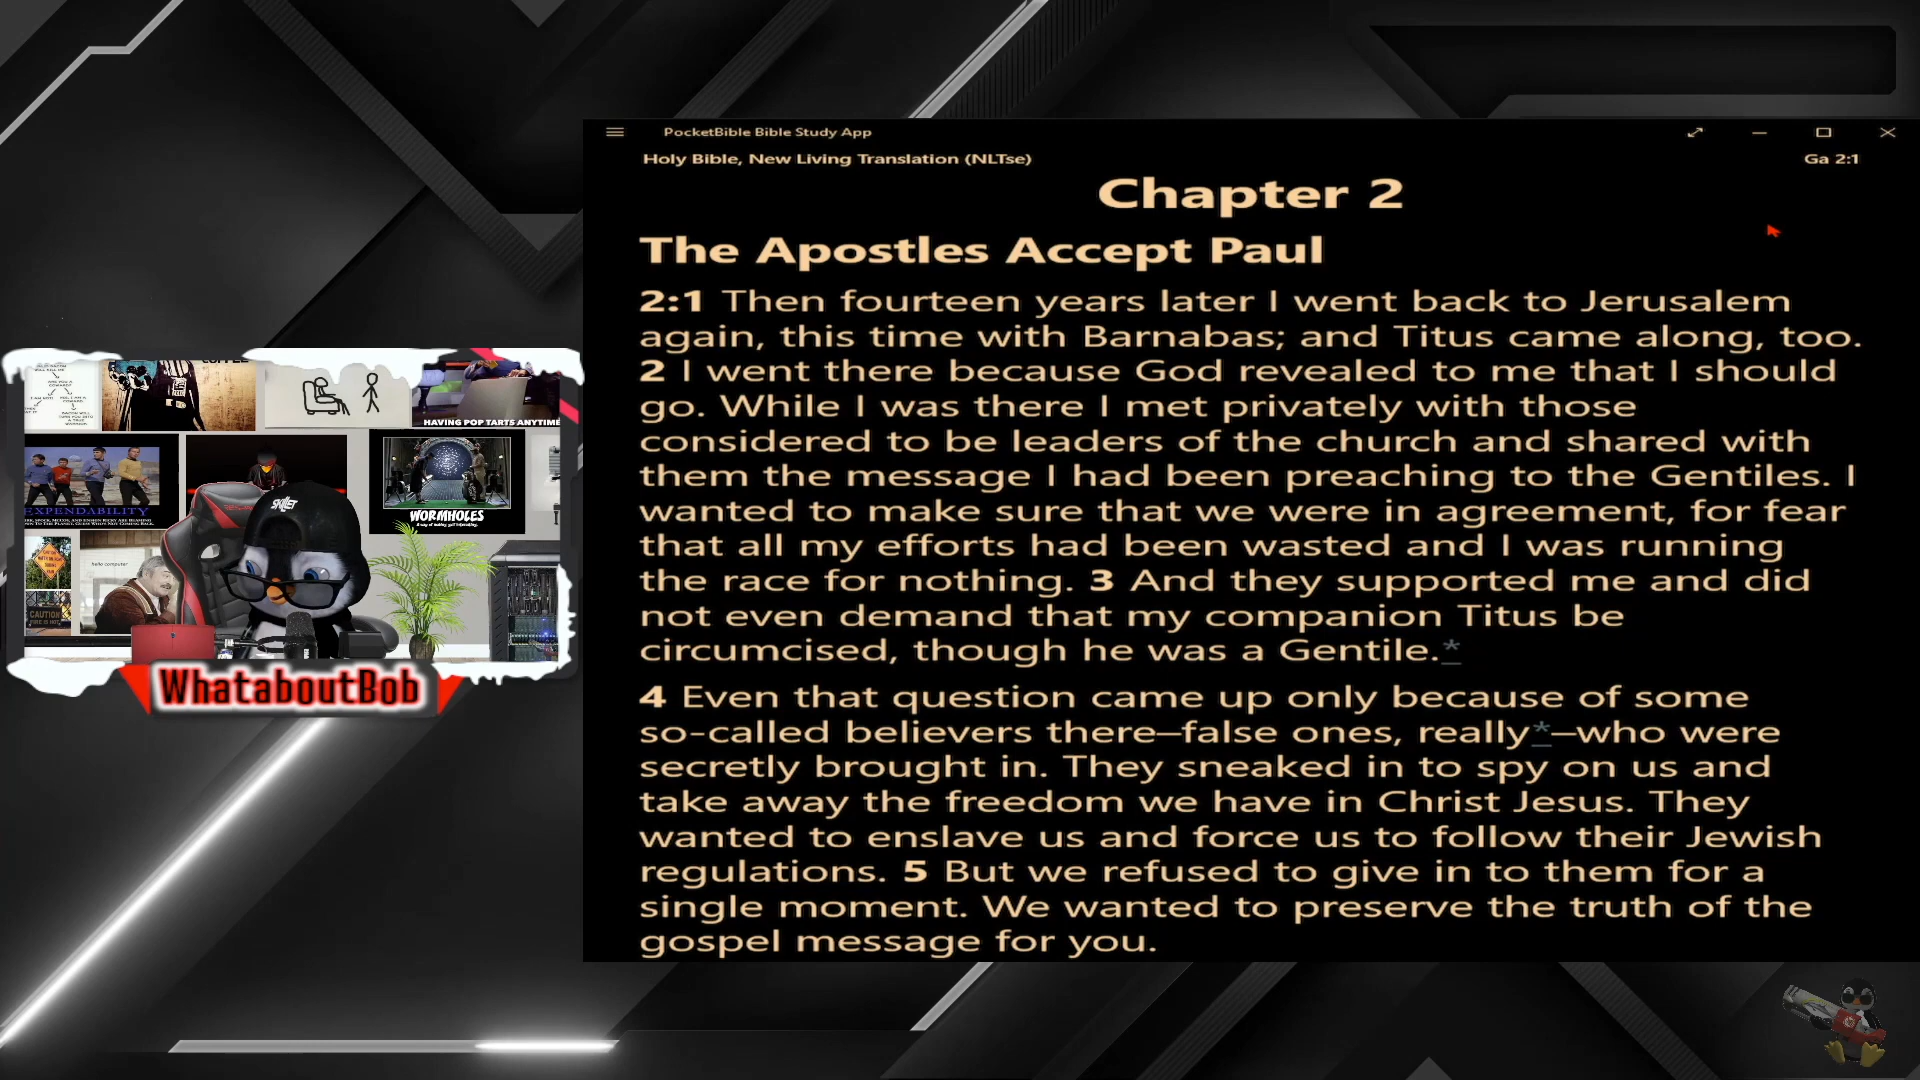 PocketBible Bible Study App
Holy Bible, New Living Translation (NLTse)
Ga 2:1
Chapter 2
The Apostles Accept Paul
2:1 Then fourteen years later I went back to Jerusalem
again, this time with Barnabas; and Titus came along, too.
2 I went there because God revealed to me that I should
go. While I was there I met privately with those
considered to be leaders of the church and shared with
them the message I had been preaching to the Gentiles. I
wanted to make sure that we were in agreement, for fear
that all my efforts had been wasted and I was running
the race for nothing. 3 And they supported me and did
not even demand that my companion Titus be
circumcised, though he was a Gentile.*
4 Even that question came up only because of some
so-called believers there—false ones, really*—who were
secretly brought in. They sneaked in to spy on us and
take away the freedom we have in Christ Jesus. They
wanted to enslave us and force us to follow their Jewish
regulations. 5 But we refused to give in to them for a
single moment. We wanted to preserve the truth of the
gospel message for you.
HAVING POP TARTS ANYTIME
EXPENDABILITY
WORMHOLES
hello computer
SKILLET
CAUTION
WhataboutBob